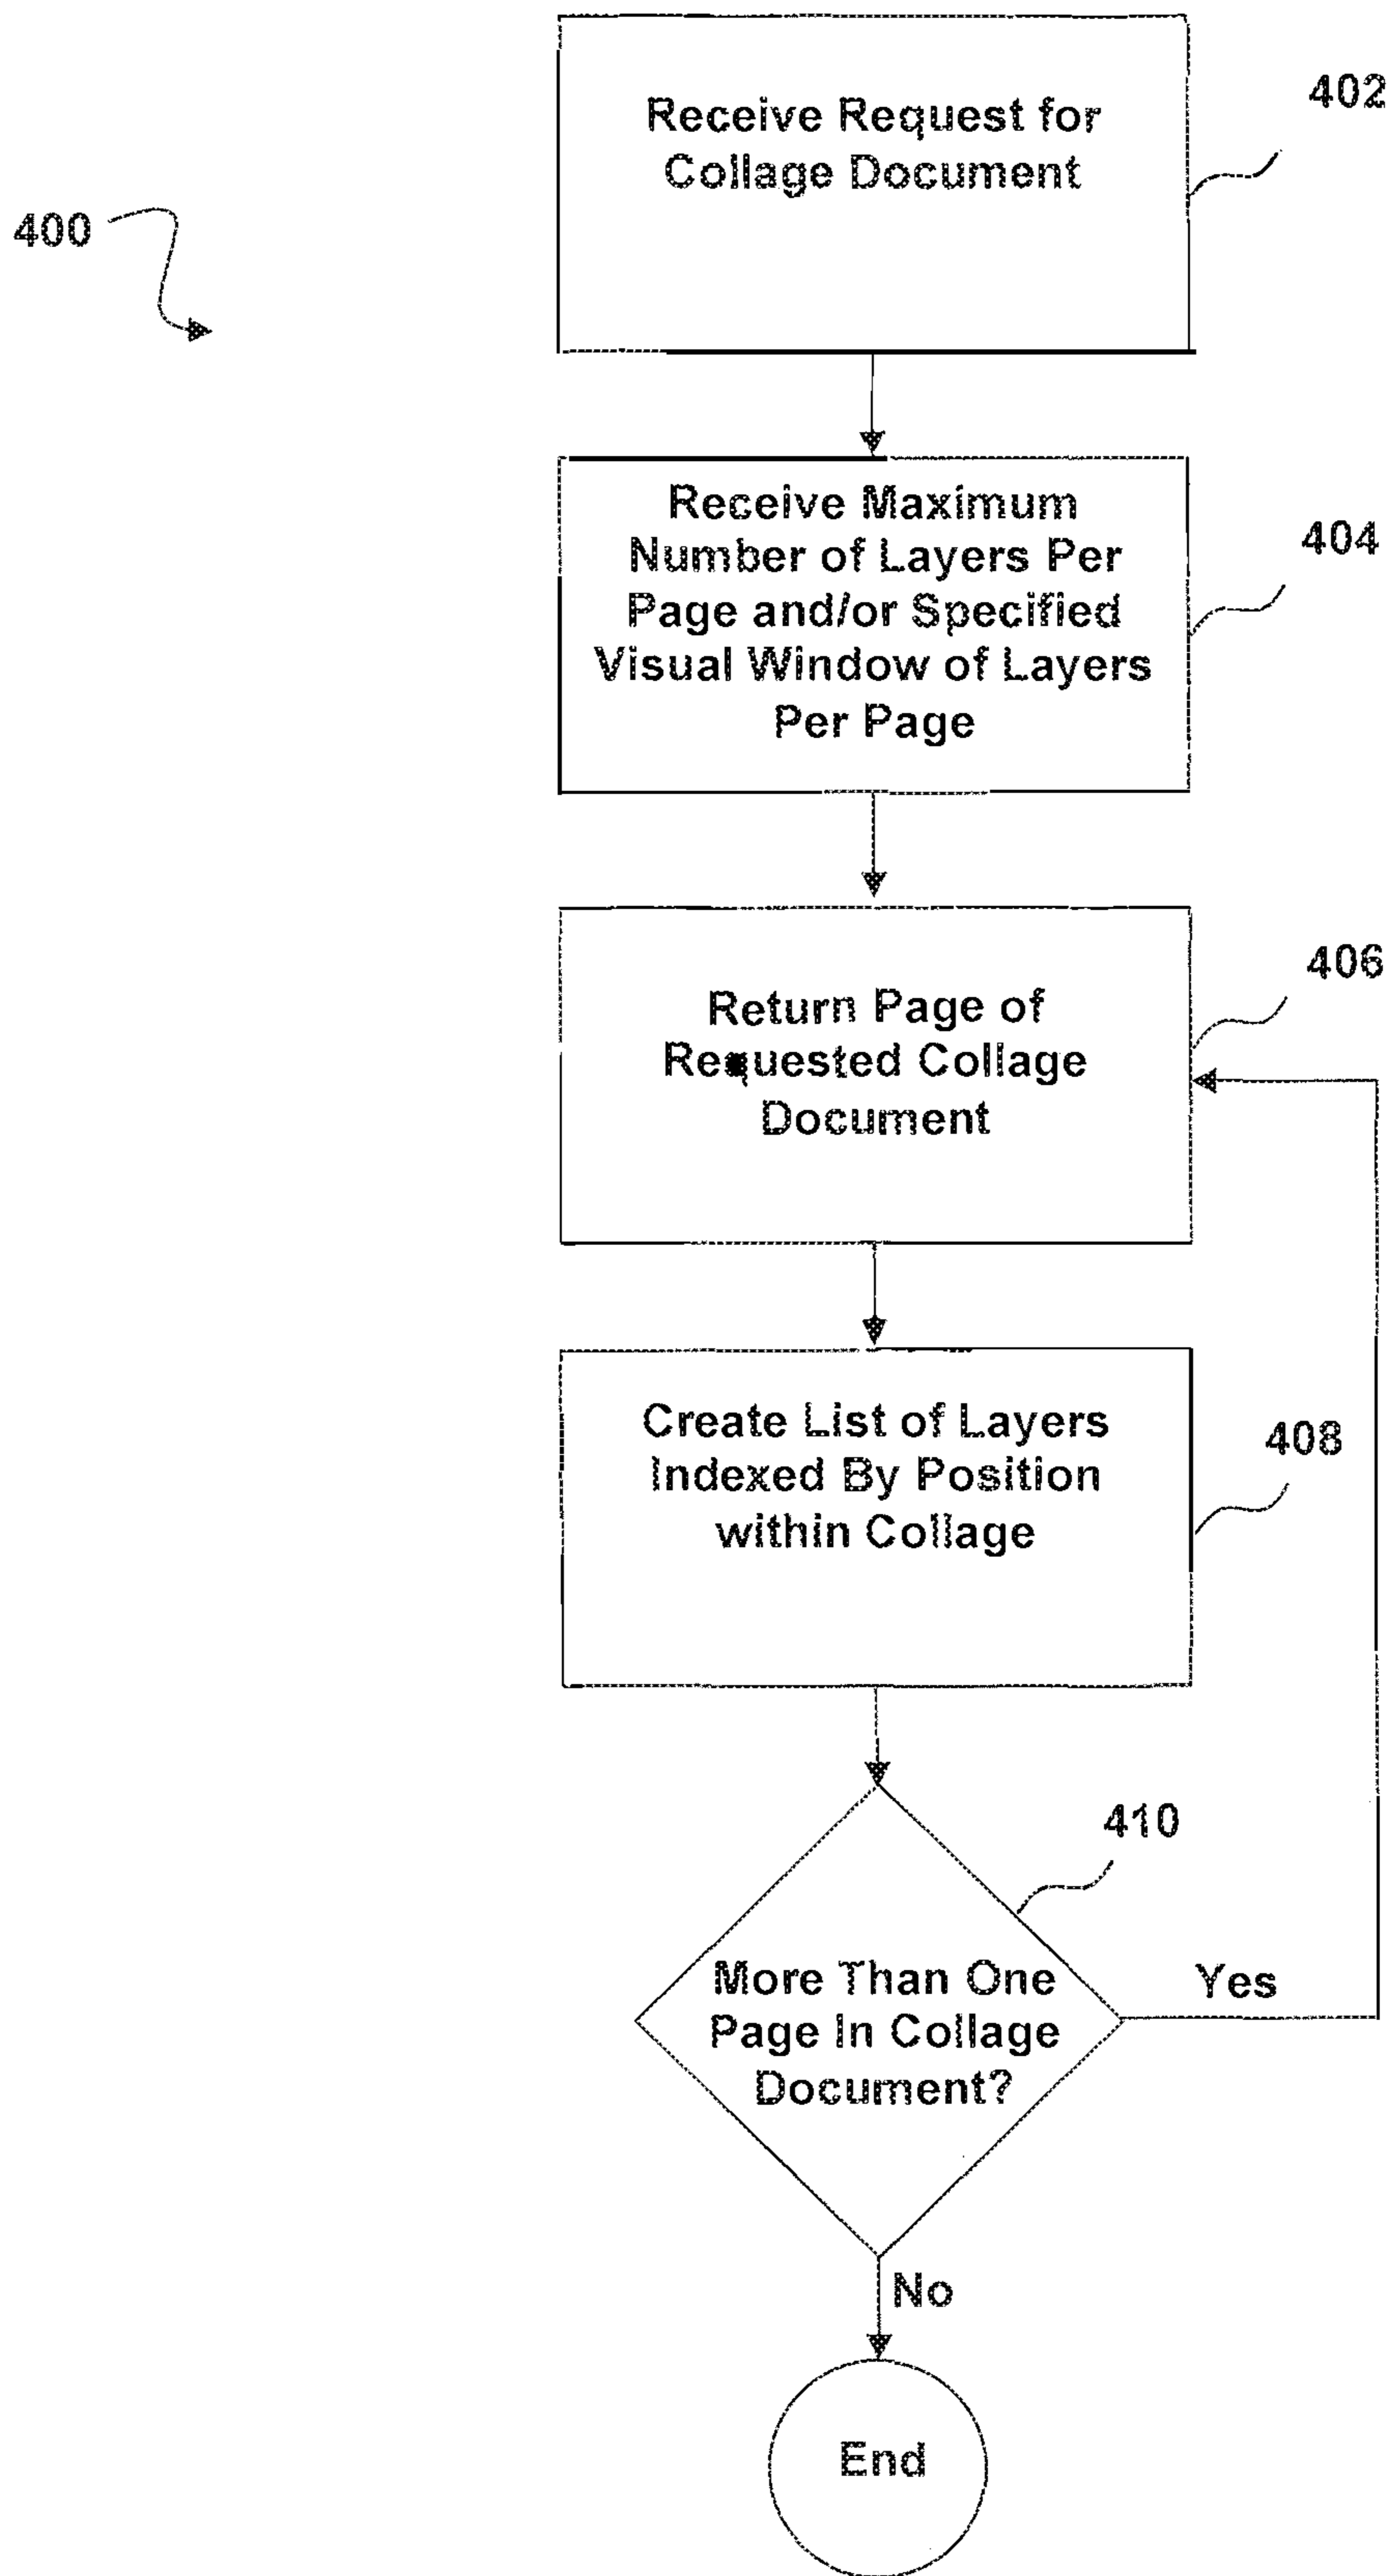 Receive Request for
Collage Document
402
400
Receive Maximum
Number of Layers Per
Page and/or Specified
Visual Window of Layers
Per Page
404
Return Page of
Requested Collage
Document
406
Create List of Layers
Indexed By Position
within Collage
408
410
More Than One
Page In Collage
Document?
Yes
No
End